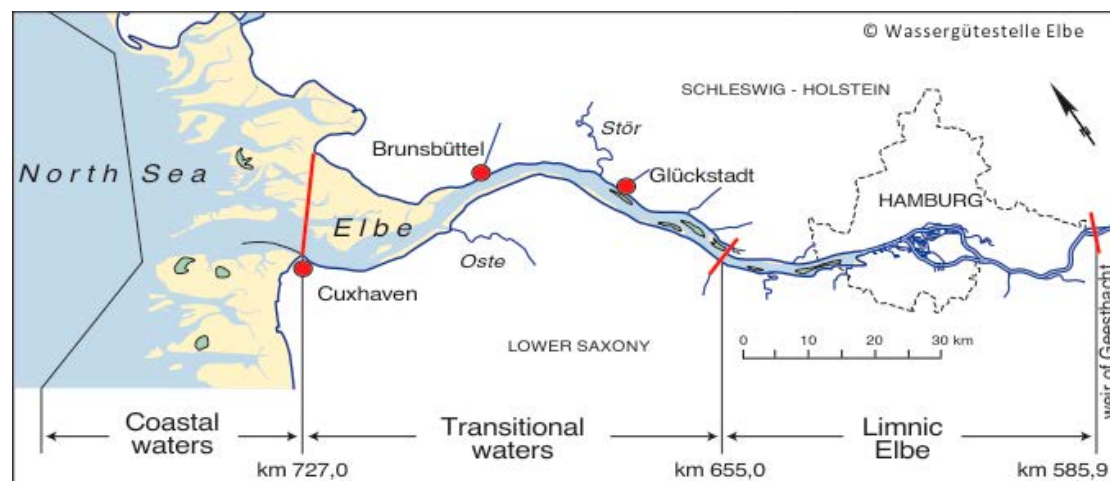 © Wassergütestelle Elbe
SCHLESWIG - HOLSTEIN
Stör
Brunsbüttel
Glückstadt
North Sea
HAMBURG
Elbe
Oste
Cuxhaven
LOWER SAXONY
0 10 20 30 km
weir of Geesthacht
Coastal
waters
Transitional
waters
Limnic
Elbe
km 727,0
km 655,0
km 585,9